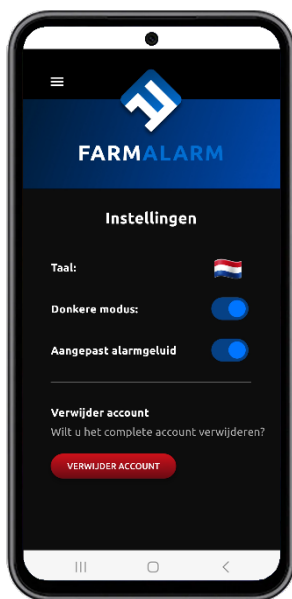 FARMALARM
Instellingen
Taal:
Donkere modus:
Aangepast alarmgeluid
Verwijder account
Wilt u het complete account verwijderen?
VERWIJDER ACCOUNT